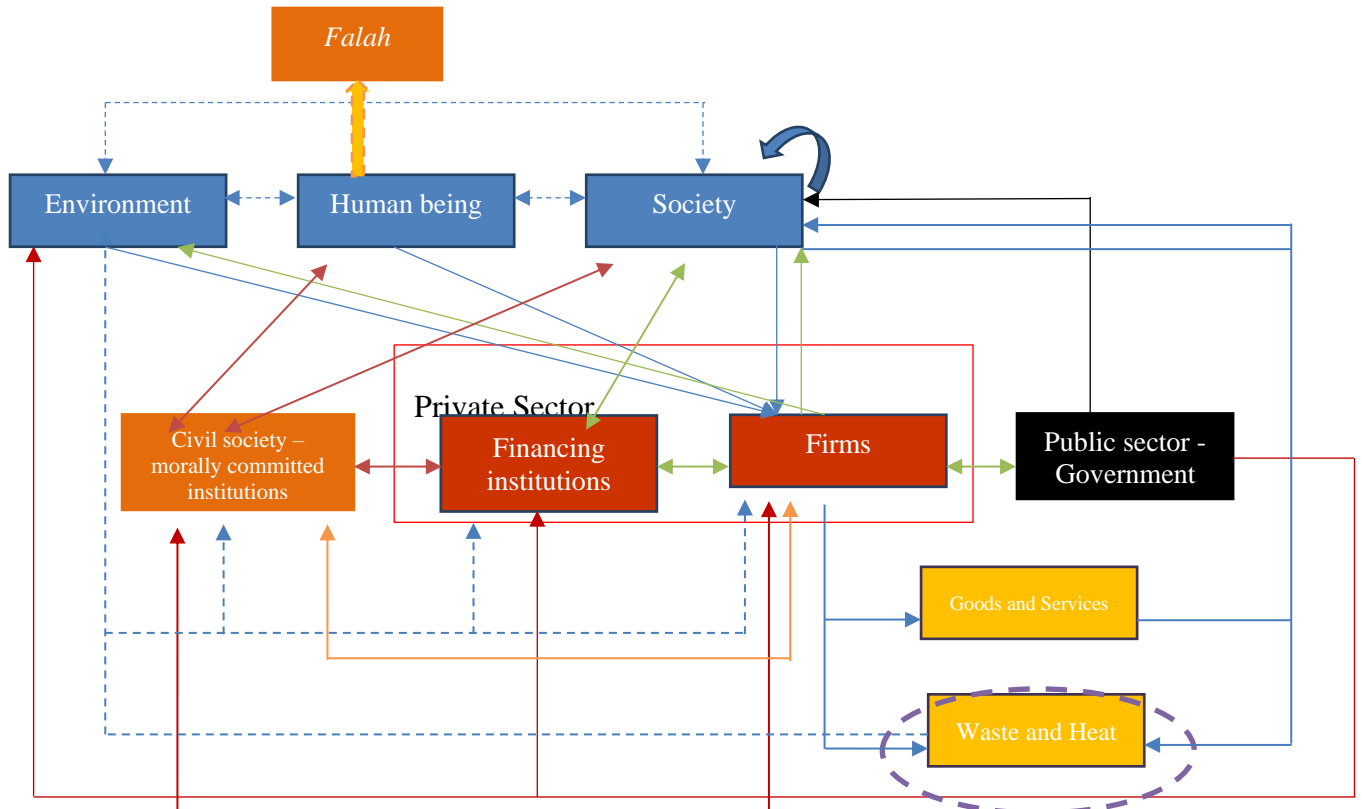 Falah
Environment
Human being
Society
Private Sector
Civil society –
morally committed
institutions
Financing
institutions
Firms
Public sector -
Government
Goods and Services
Waste and Heat